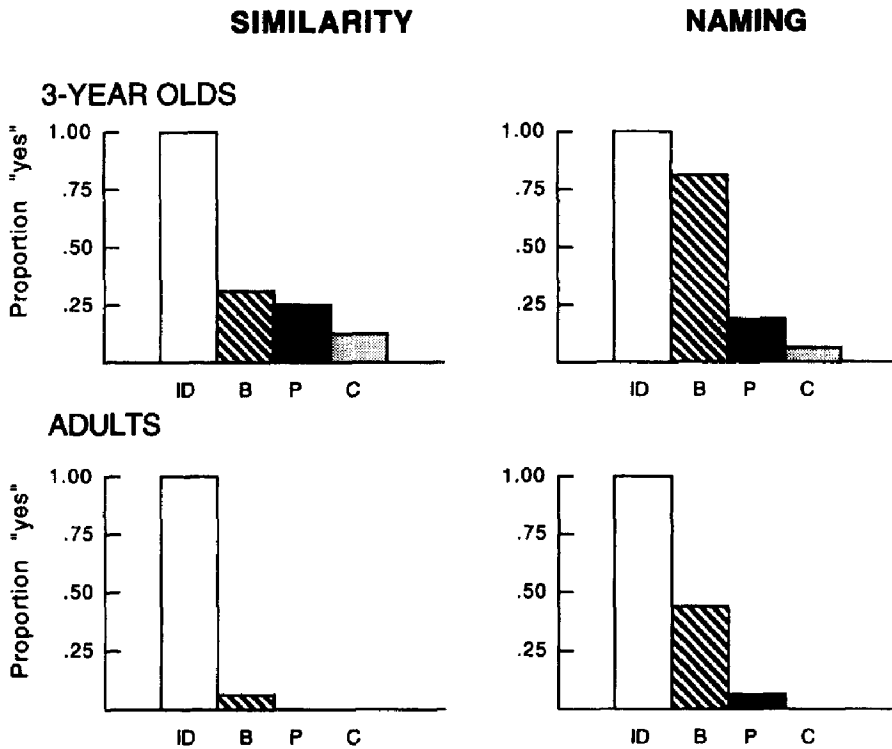 SIMILARITY NAMING
3-YEAR OLDS
Proportion "yes"
1.00 1.00
.75 .75
.50 .50
.25 .25
ID B P C ID B P C
ADULTS
Proportion "yes"
1.00 1.00
.75 .75
.50 .50
.25 .25
ID B P C ID B P C